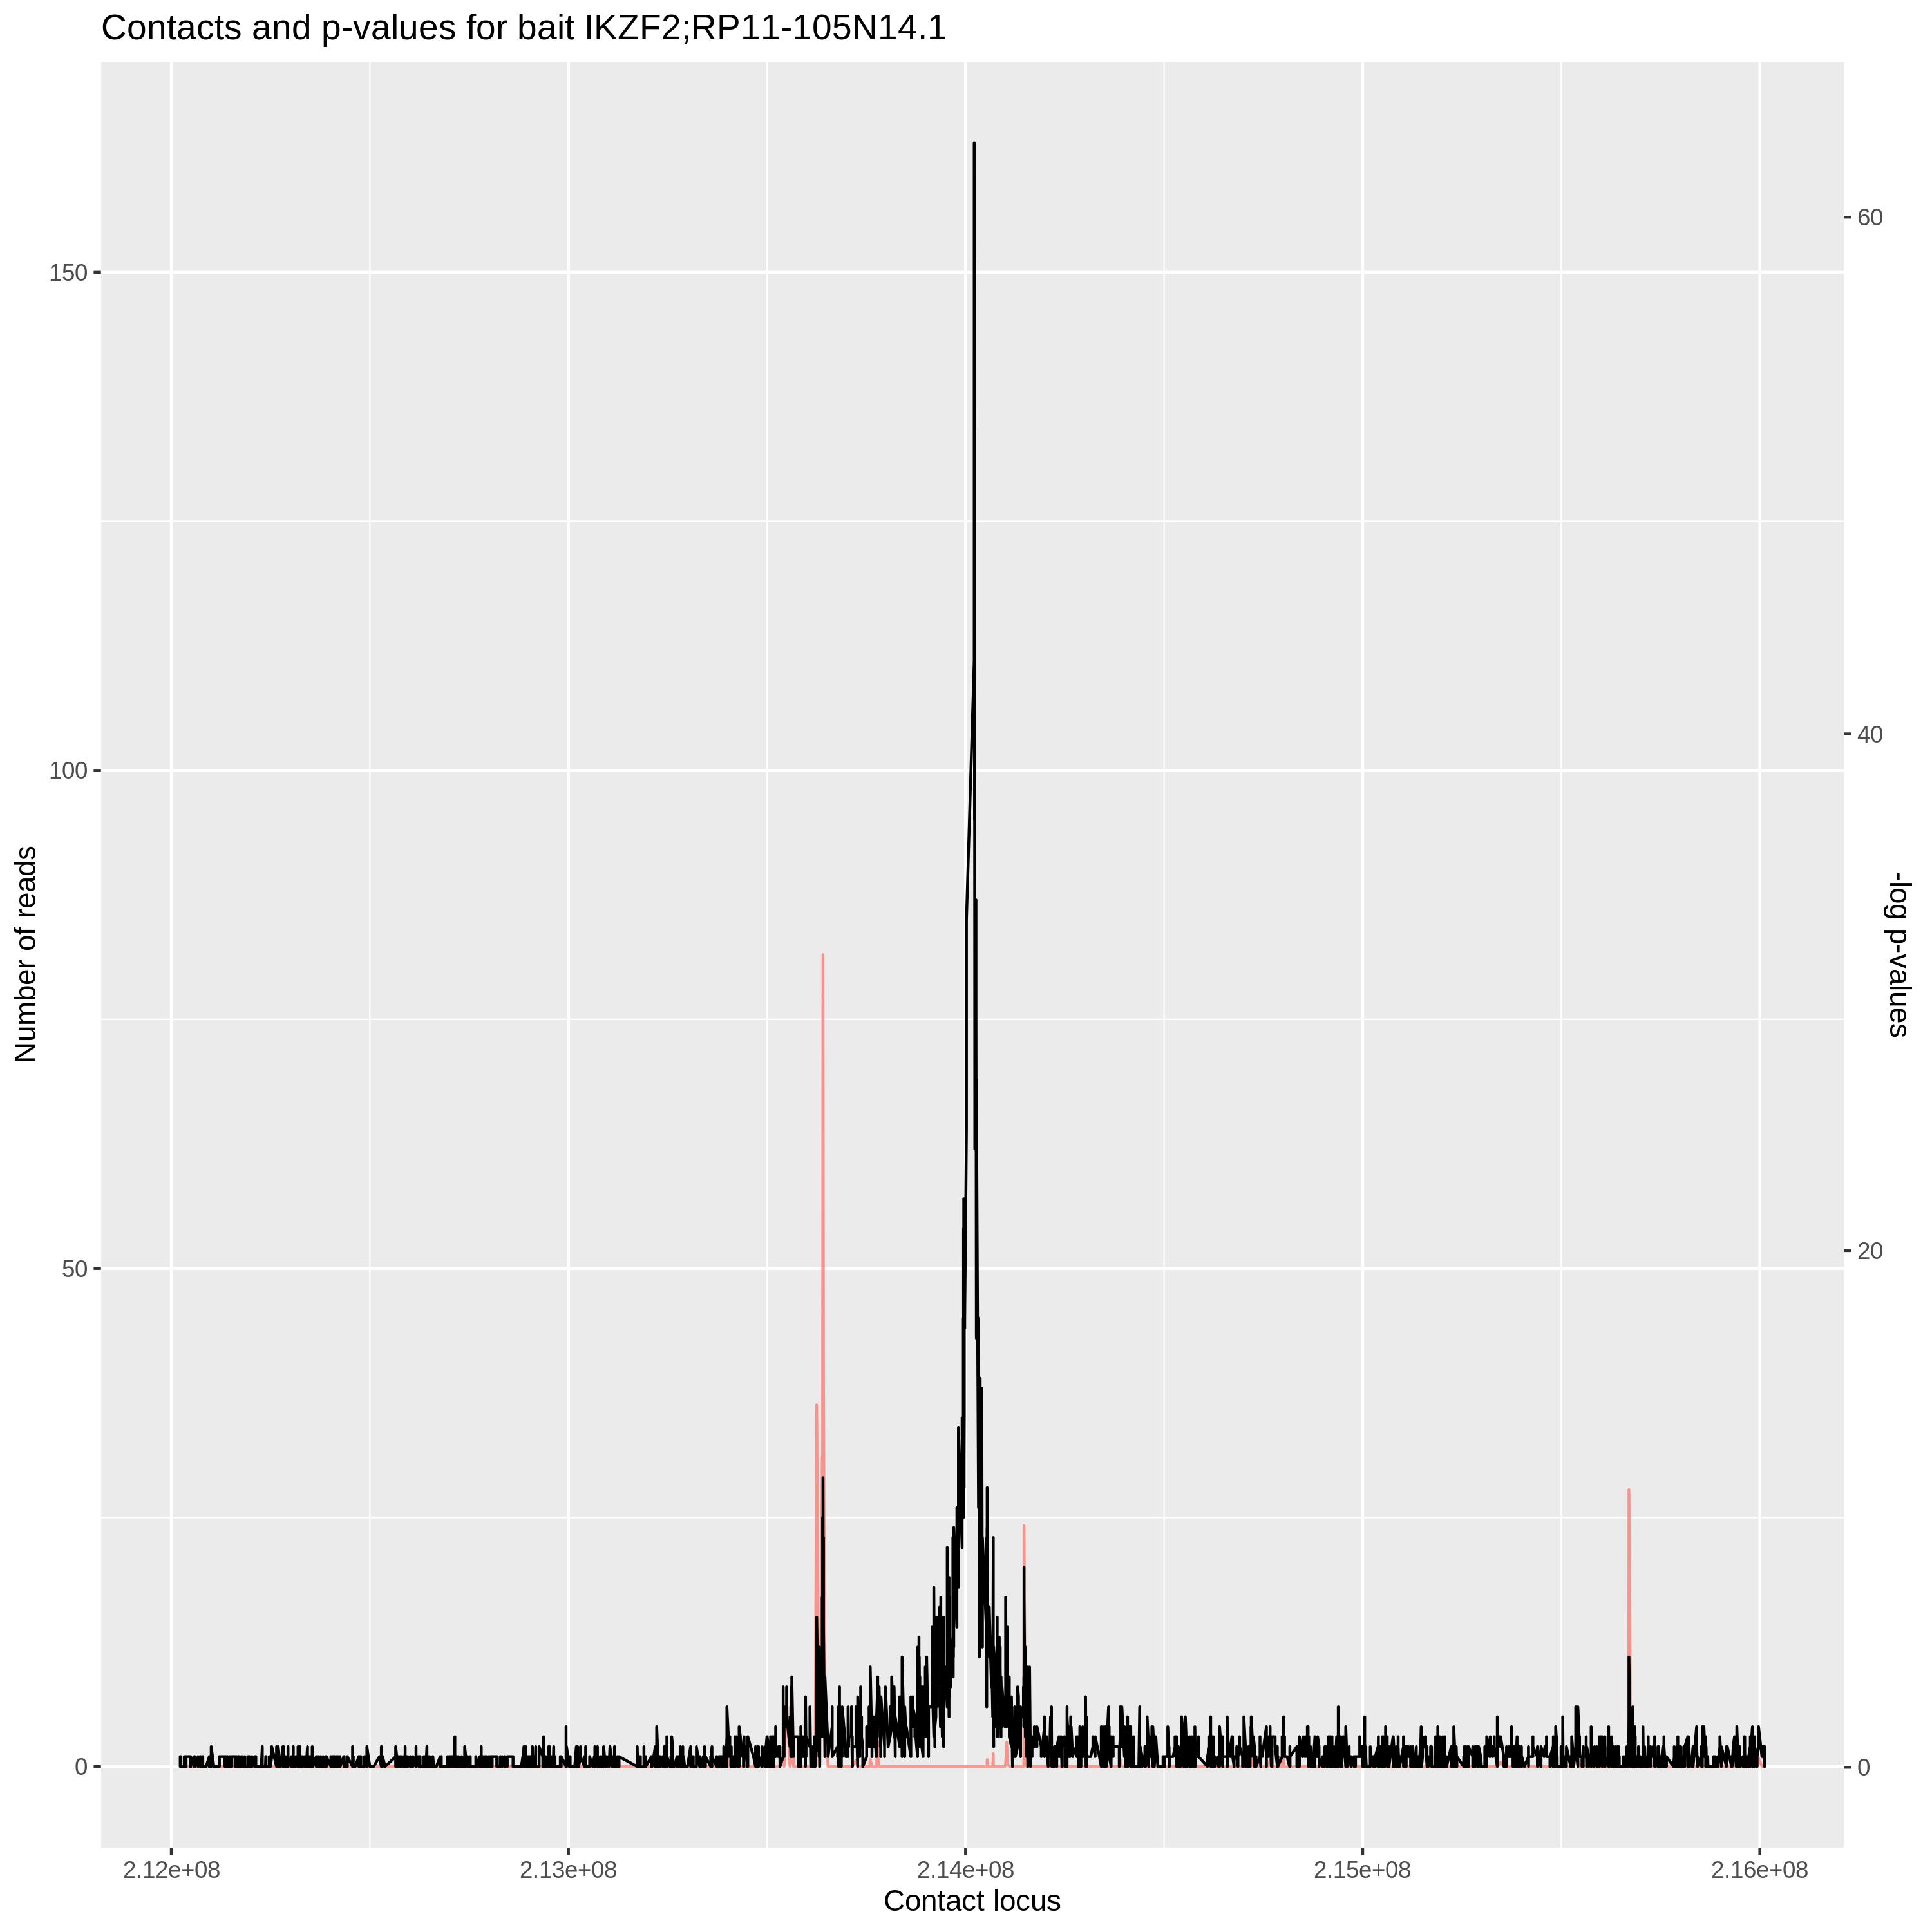 Contacts and p-values for bait IKZF2;RP11-105N14.1
150
100
50
0
60
40
20
0
Number of reads
-log p-values
2.12e+08
2.13e+08
2.14e+08
2.15e+08
2.16e+08
Contact locus